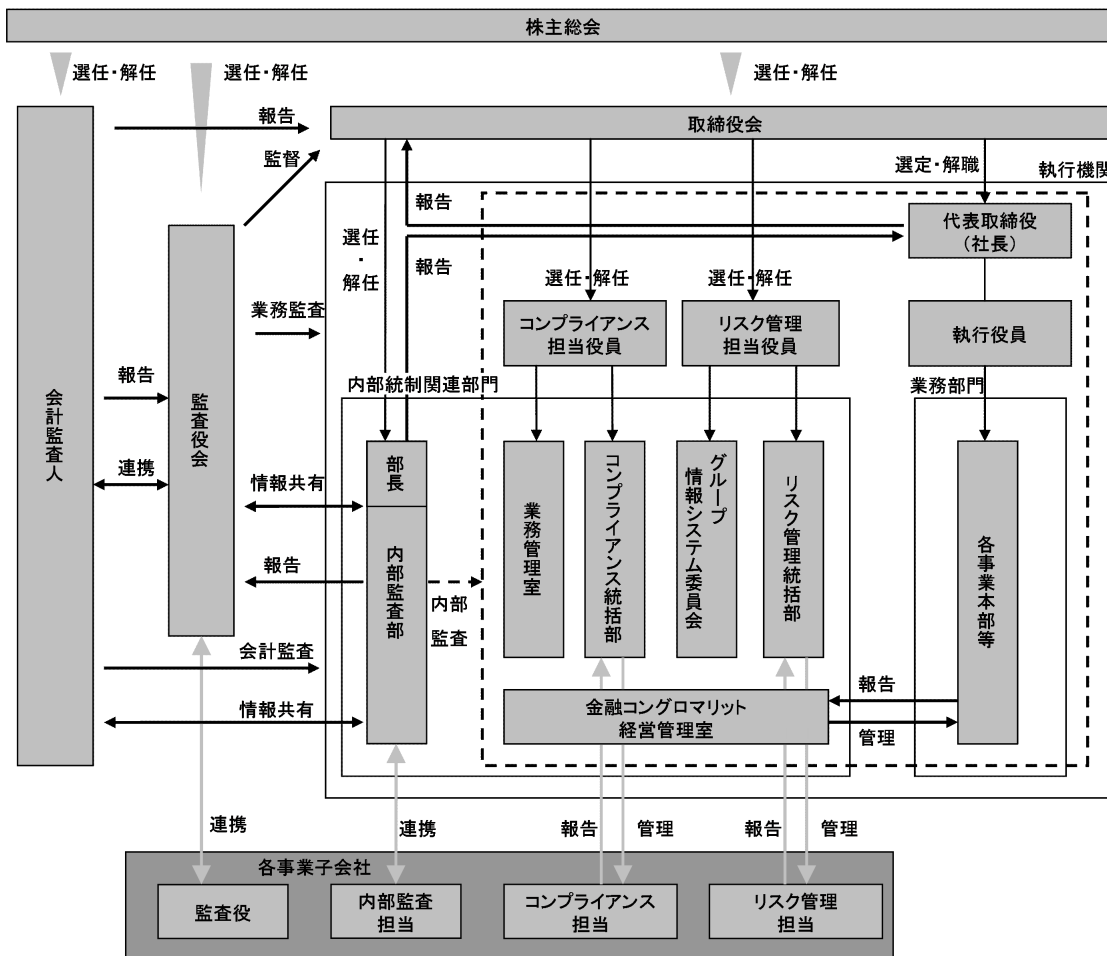 株主総会
選任・解任
選任・解任
選任・解任
報告
取締役会
監督
選定・解職
執行機関
報告
代表取締役
（社長）
選任
・
解任
報告
選任・解任
選任・解任
業務監査
コンプライアンス
担当役員
リスク管理
担当役員
執行役員
報告
内部統制関連部門
業務部門
会計監査人
監査役会
連携
情報共有
部長
業務管理室
コンプライアンス統括部
グループ
情報システム委員会
リスク管理統括部
各事業本部等
報告
内部監査部
内部
監査
会計監査
報告
情報共有
金融コングロマリット
経営管理室
管理
連携
連携
報告
管理
報告
管理
各事業子会社
監査役
内部監査
担当
コンプライアンス
担当
リスク管理
担当